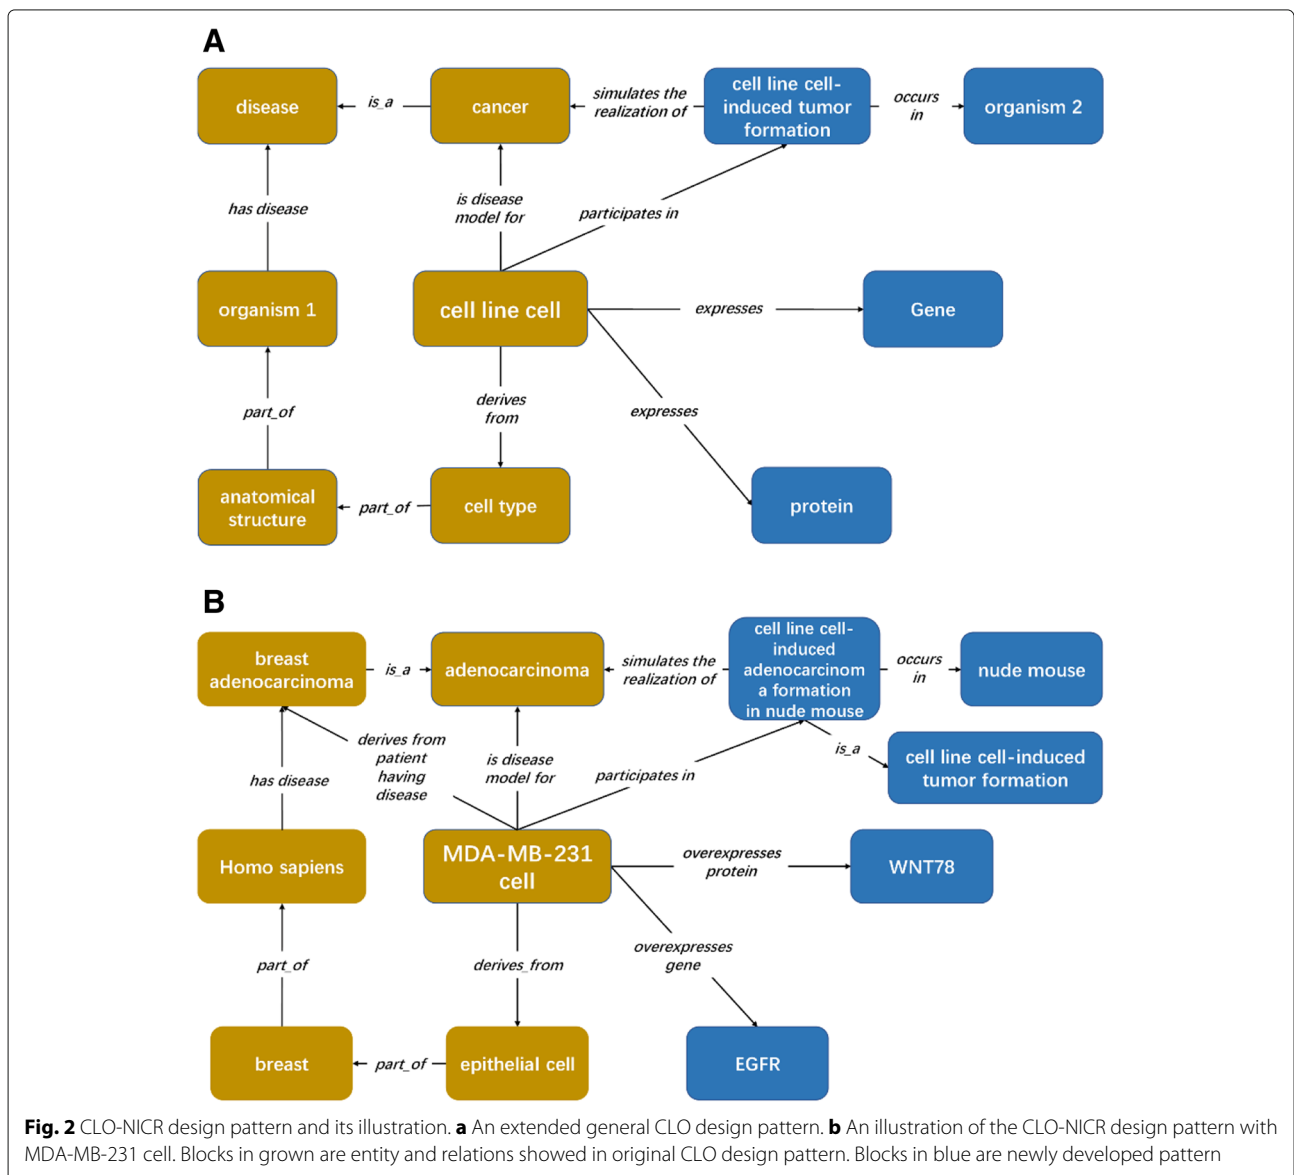 A
disease
is_a
cancer
simulates the
realization of
cell line cell-
induced tumor
formation
occurs
in
organism 2
has disease
is disease
model for
participates in
organism 1
cell line cell
expresses
Gene
part_of
derives
from
expresses
anatomical
structure
part_of
cell type
protein
B
breast
adenocarcinoma
is_a
adenocarcinoma
simulates the
realization of
cell line cell-
induced
adenocarcinom
a formation
in nude mouse
occurs
in
nude mouse
derives from
patient
having
disease
is disease
model for
participates in
is_a
cell line cell-induced
tumor formation
has disease
Homo sapiens
MDA-MB-231
cell
overexpresses
protein
WNT78
part_of
derives_from
overexpresses
gene
breast
part_of
epithelial cell
EGFR
Fig. 2 CLO-NICR design pattern and its illustration. a An extended general CLO design pattern. b An illustration of the CLO-NICR design pattern with
MDA-MB-231 cell. Blocks in grown are entity and relations showed in original CLO design pattern. Blocks in blue are newly developed pattern